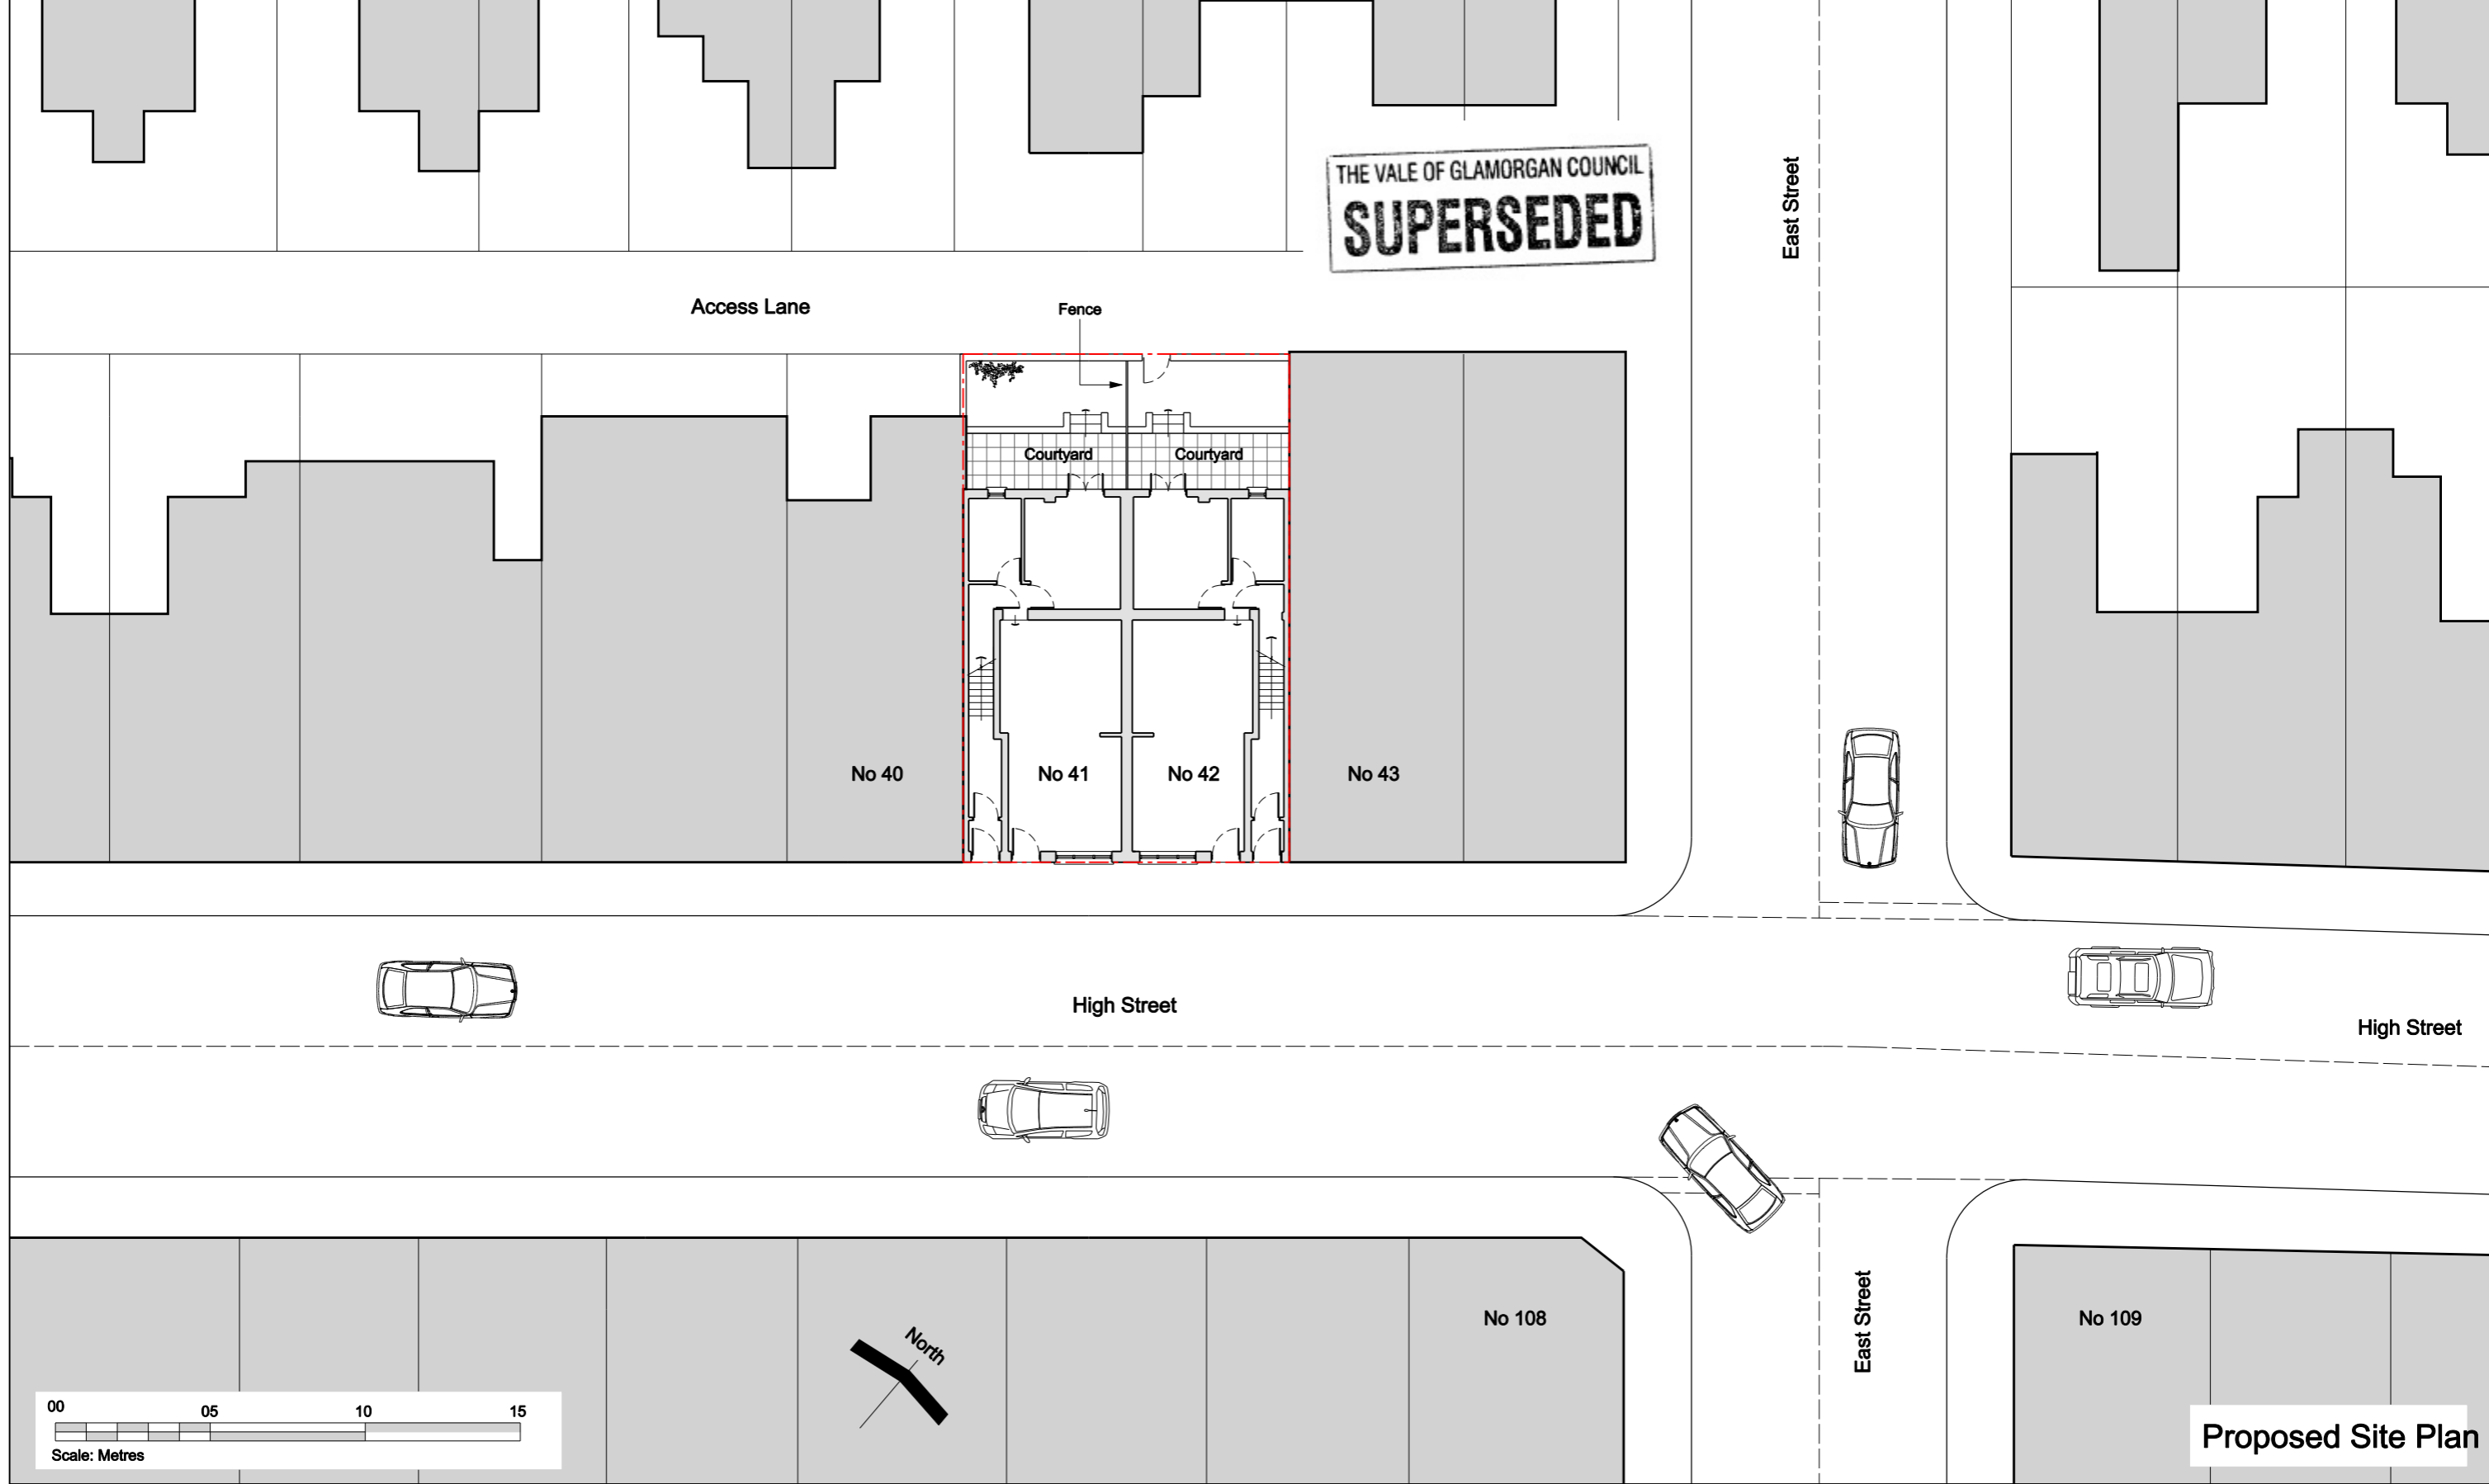 THE VALE OF GLAMORGAN COUNCIL
SUPERSEDED
East Street
Access Lane
Fence
Courtyard
Courtyard
No 40
No 41
No 42
No 43
High Street
High Street
No 108
East Street
No 109
North
00 05 10 15
Scale: Metres
Proposed Site Plan